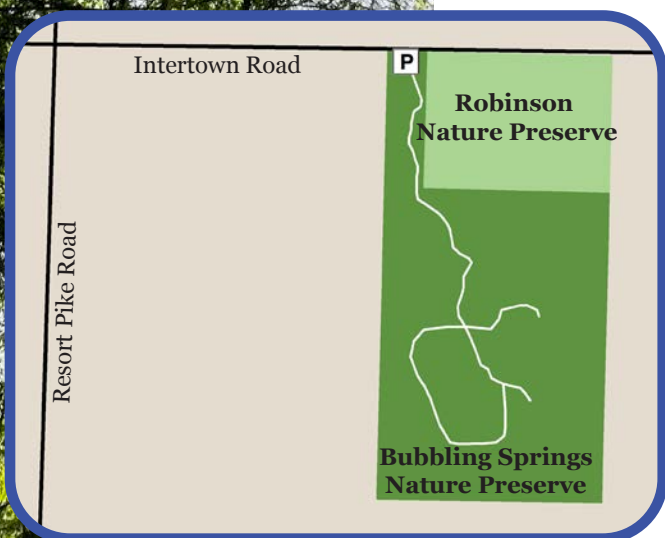 Intertown Road
P
Robinson
Nature Preserve
Resort Pike Road
Bubbling Springs
Nature Preserve